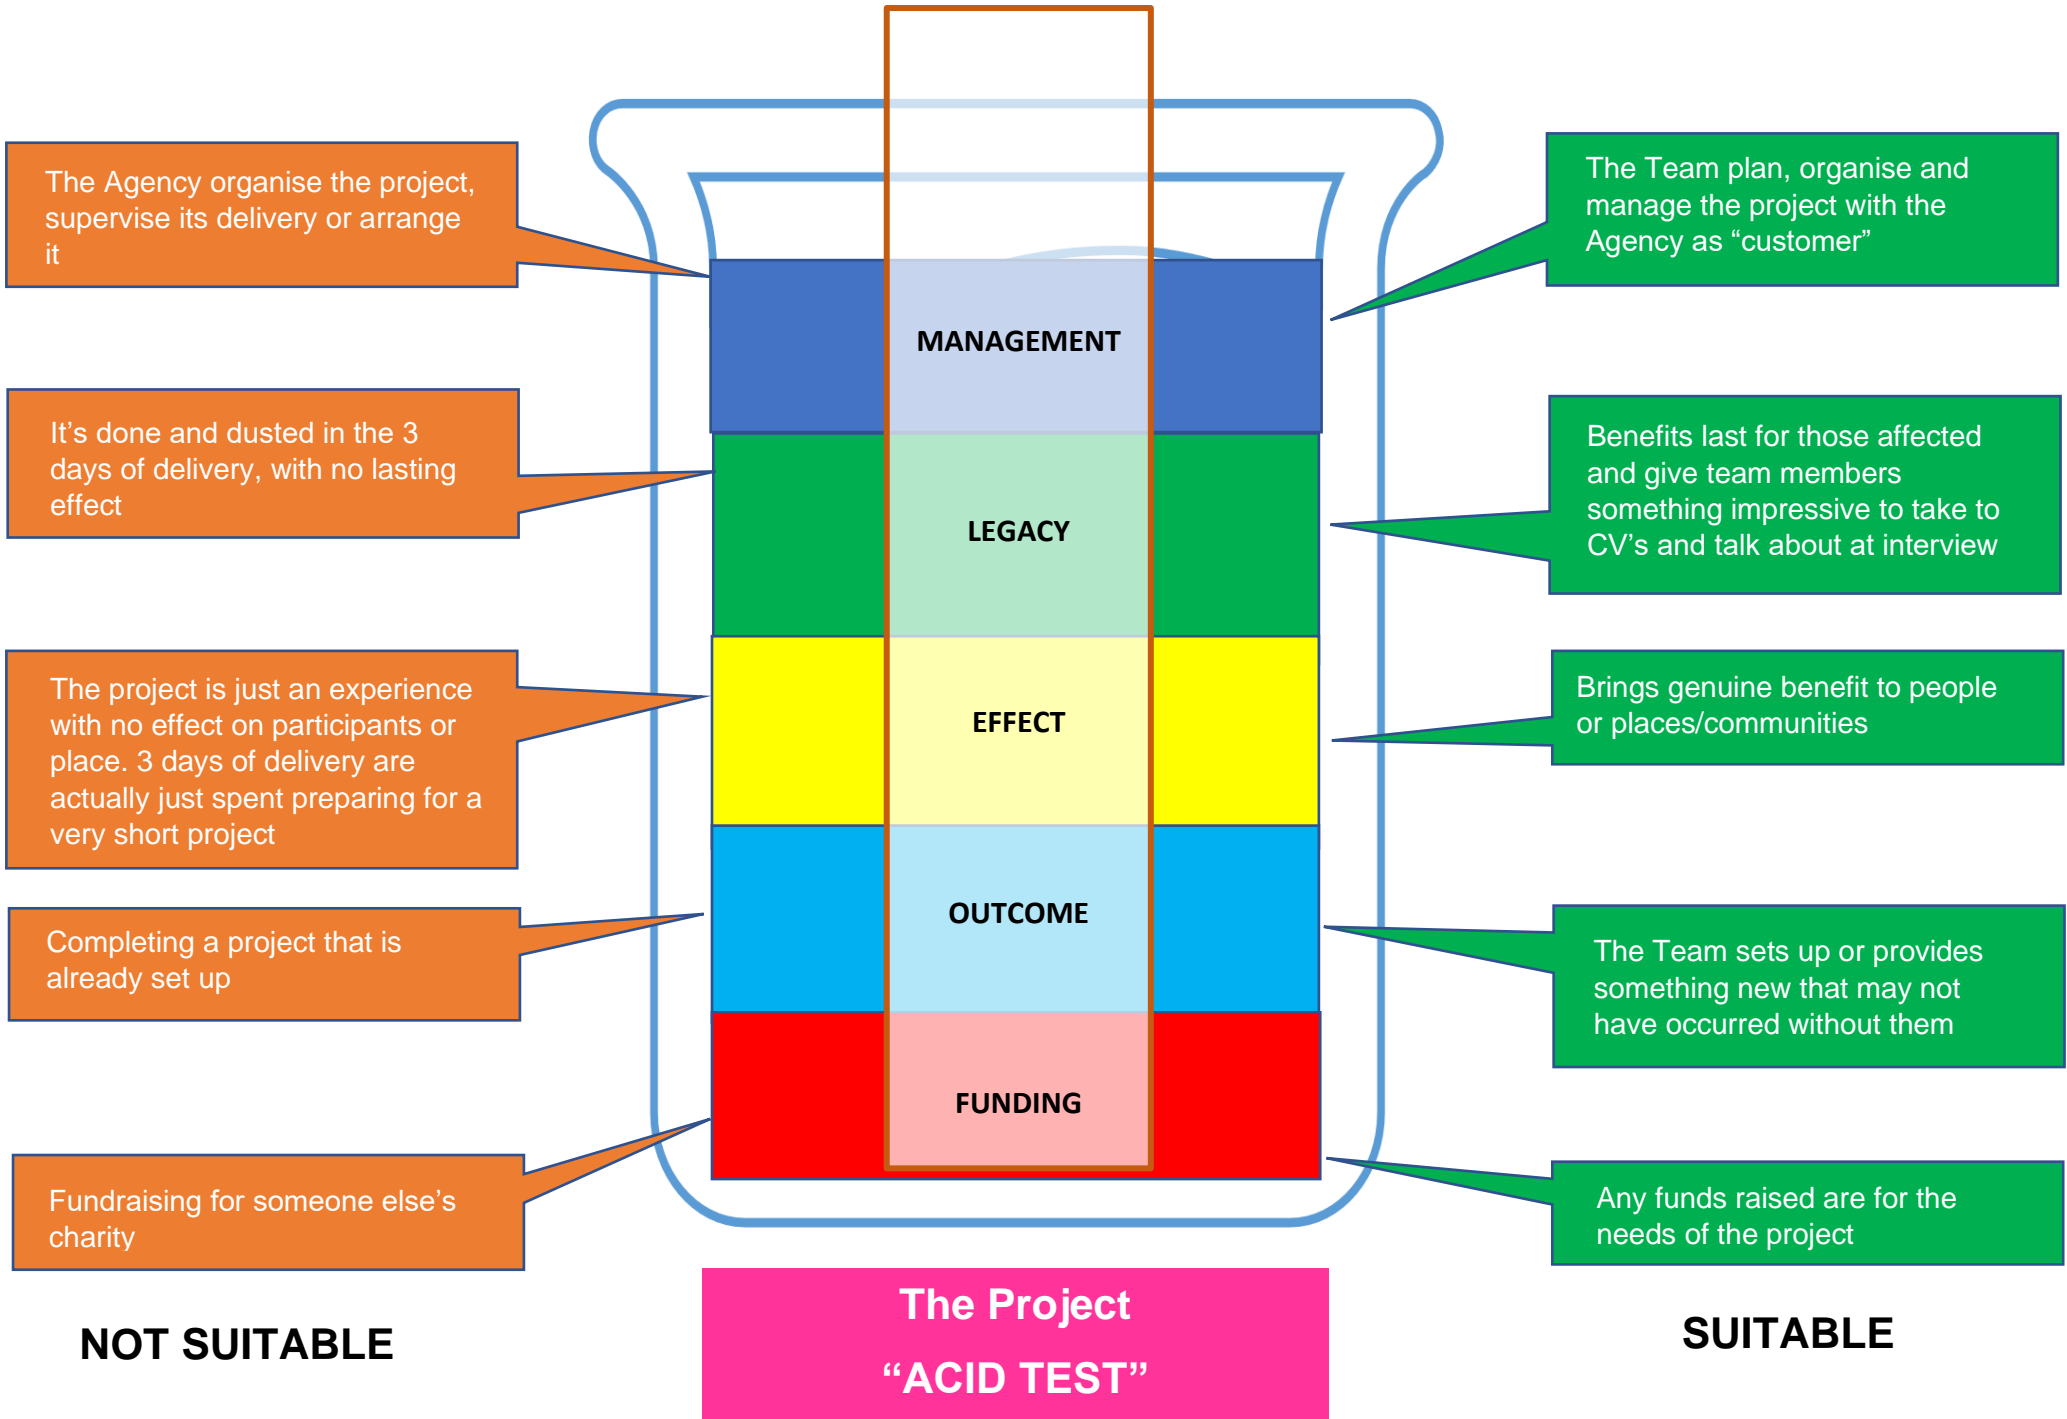 The Agency organise the project,
supervise its delivery or arrange
it
MANAGEMENT
The Team plan, organise and
manage the project with the
Agency as “customer”
It’s done and dusted in the 3
days of delivery, with no lasting
effect
LEGACY
Benefits last for those affected
and give team members
something impressive to take to
CV’s and talk about at interview
The project is just an experience
with no effect on participants or
place. 3 days of delivery are
actually just spent preparing for a
very short project
EFFECT
Brings genuine benefit to people
or places/communities
Completing a project that is
already set up
OUTCOME
The Team sets up or provides
something new that may not
have occurred without them
Fundraising for someone else’s
charity
FUNDING
Any funds raised are for the
needs of the project
NOT SUITABLE
The Project
“ACID TEST”
SUITABLE